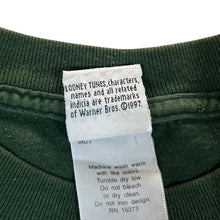 LOONEY TUNES, characters,
names and all related
indicia are trademarks
of Warner Bros.©1997.
Machine wash warm
with like colors.
Tumble dry low.
Do not bleach
or dry clean.
Do not iron design.
RN 15373